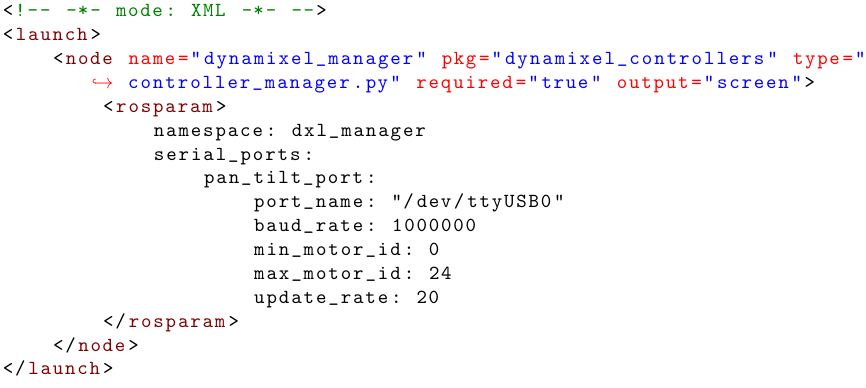 <!-- -*- mode: XML -*- -->
<launch>
    <node name="dynamixel_manager" pkg="dynamixel_controllers" type="
       ↪ controller_manager.py" required="true" output="screen">
        <rosparam>
            namespace: dxl_manager
            serial_ports:
                pan_tilt_port:
                    port_name: "/dev/ttyUSB0"
                    baud_rate: 1000000
                    min_motor_id: 0
                    max_motor_id: 24
                    update_rate: 20
        </rosparam>
    </node>
</launch>